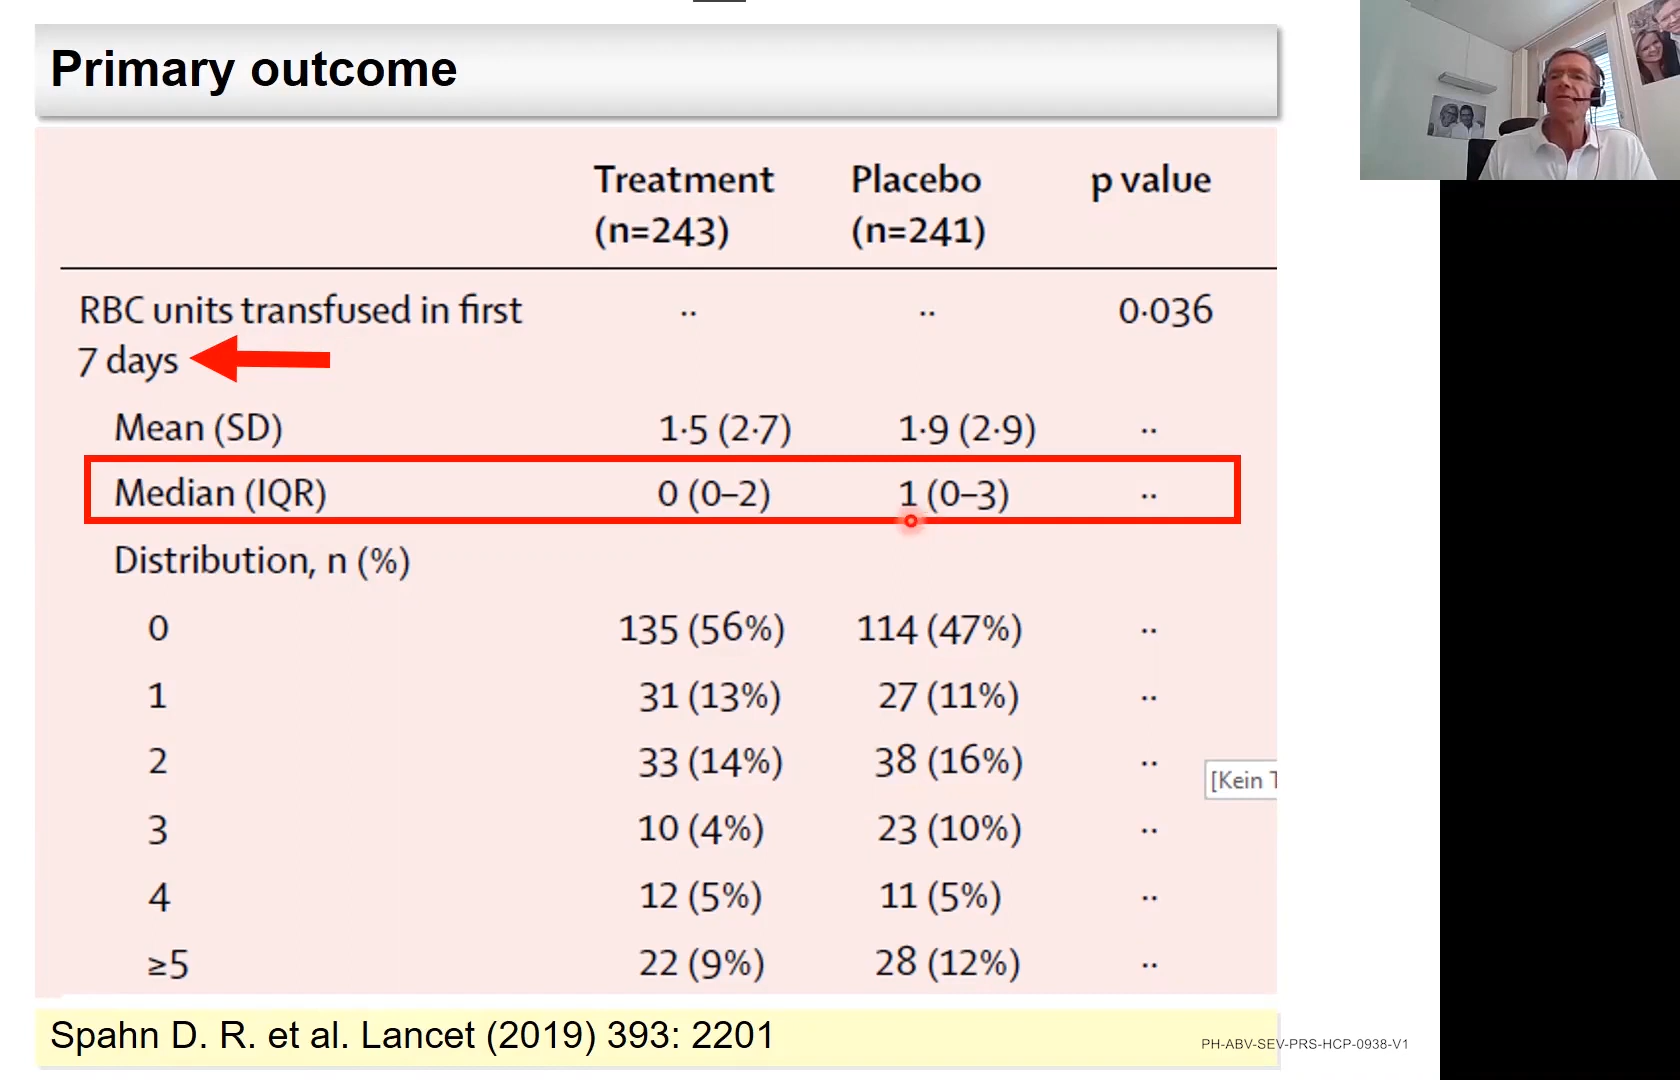 Primary outcome
Treatment Placebo p value
(n=243) (n=241)
RBC units transfused in first ·· ·· 0·036
7 days
Mean (SD) 1·5 (2·7) 1·9 (2·9) ··
Median (IQR) 0 (0–2) 1 (0–3) ··
Distribution, n (%)
0 135 (56%) 114 (47%) ··
1 31 (13%) 27 (11%) ··
2 33 (14%) 38 (16%) ··
[Kein
3 10 (4%) 23 (10%) ··
4 12 (5%) 11 (5%) ··
≥5 22 (9%) 28 (12%) ··
Spahn D. R. et al. Lancet (2019) 393: 2201
PH-ABV-SEV-PRS-HCP-0938-V1